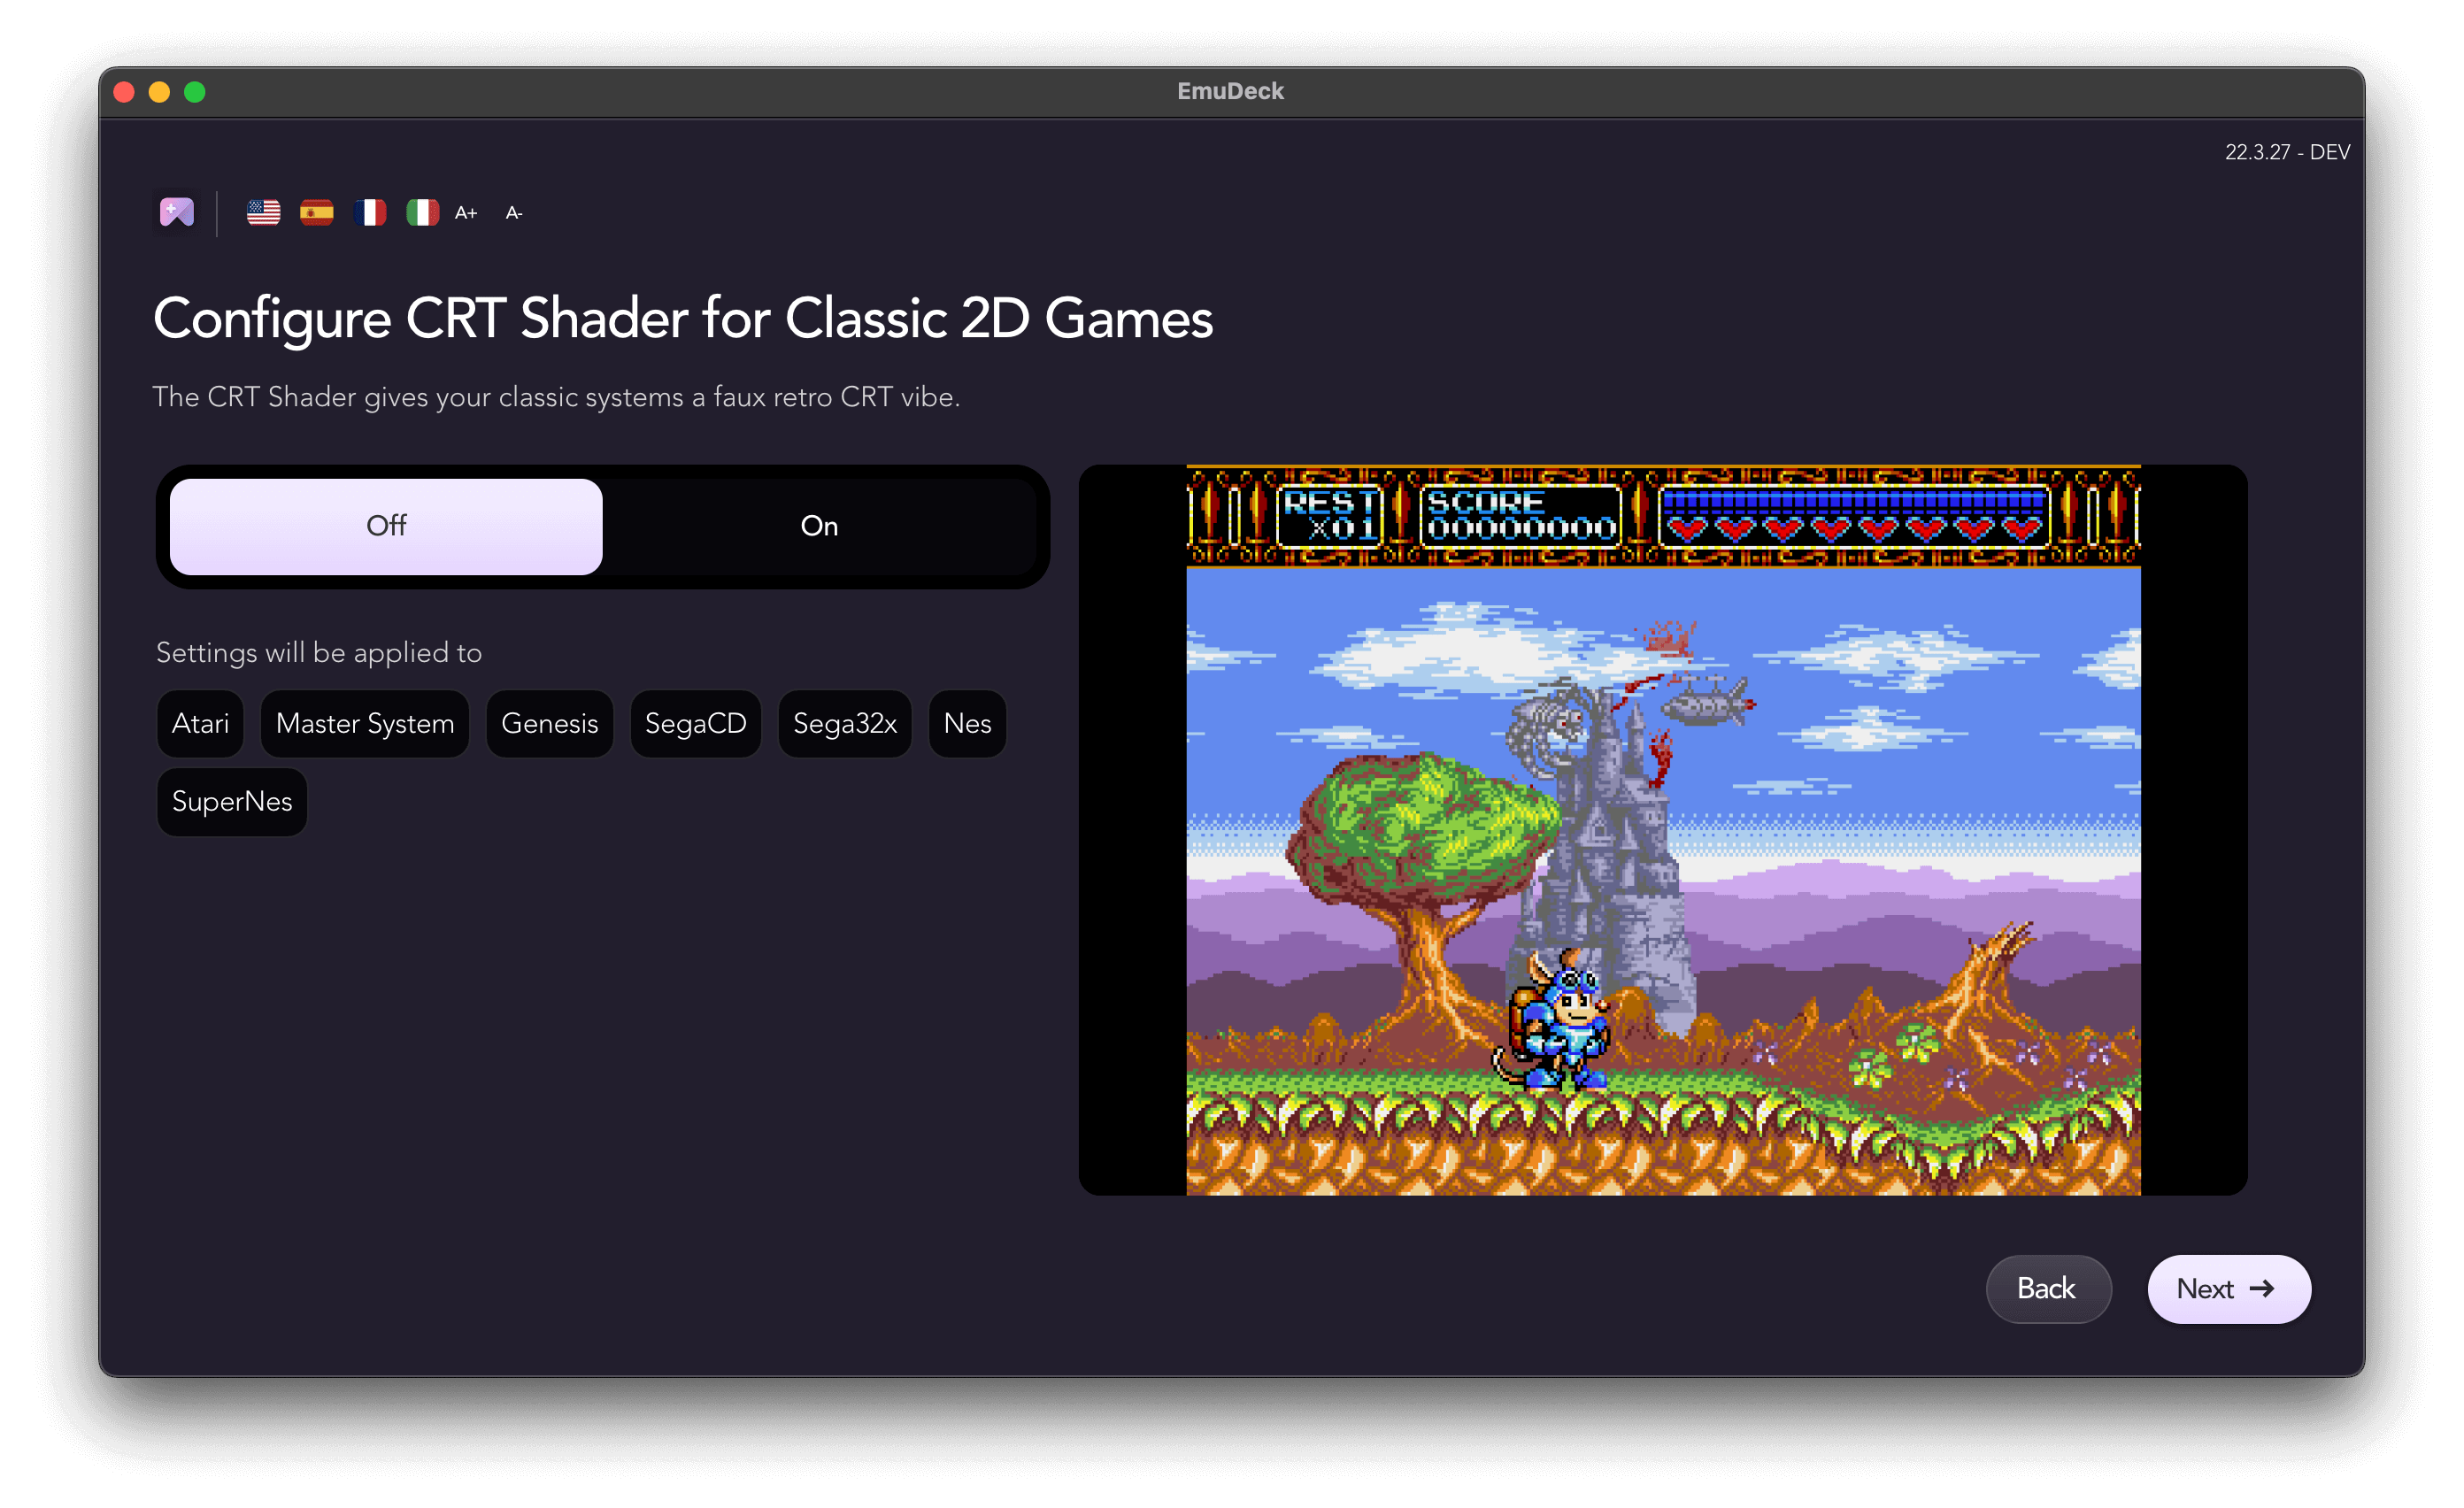 EmuDeck
22.3.27 - DEV
A+ A-
Configure CRT Shader for Classic 2D Games
The CRT Shader gives your classic systems a faux retro CRT vibe.
Off On
Settings will be applied to
Atari Master System Genesis SegaCD Sega32x Nes
SuperNes
REST SCORE
X01 00000000
Back Next →